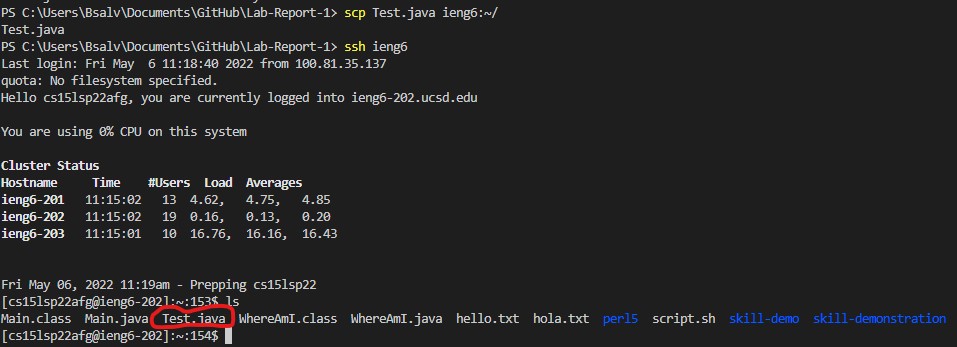 PS C:\Users\Bsalv\Documents\GitHub\Lab-Report-1> scp Test.java ieng6:~/
Test.java
PS C:\Users\Bsalv\Documents\GitHub\Lab-Report-1> ssh ieng6
Last login: Fri May  6 11:18:40 2022 from 100.81.35.137
quota: No filesystem specified.
Hello cs15lsp22afg, you are currently logged into ieng6-202.ucsd.edu
You are using 0% CPU on this system
Cluster Status
Hostname     Time    #Users  Load  Averages
ieng6-201   11:15:02   13  4.62,   4.75,   4.85
ieng6-202   11:15:02   19  0.16,   0.13,   0.20
ieng6-203   11:15:01   10  16.76,  16.16,  16.43
Fri May 06, 2022 11:19am - Prepping cs15lsp22
[cs15lsp22afg@ieng6-202]:~:153$ ls
Main.class  Main.java  Test.java  WhereAmI.class  WhereAmI.java  hello.txt  hola.txt  perl5  script.sh  skill-demo  skill-demonstration
[cs15lsp22afg@ieng6-202]:~:154$